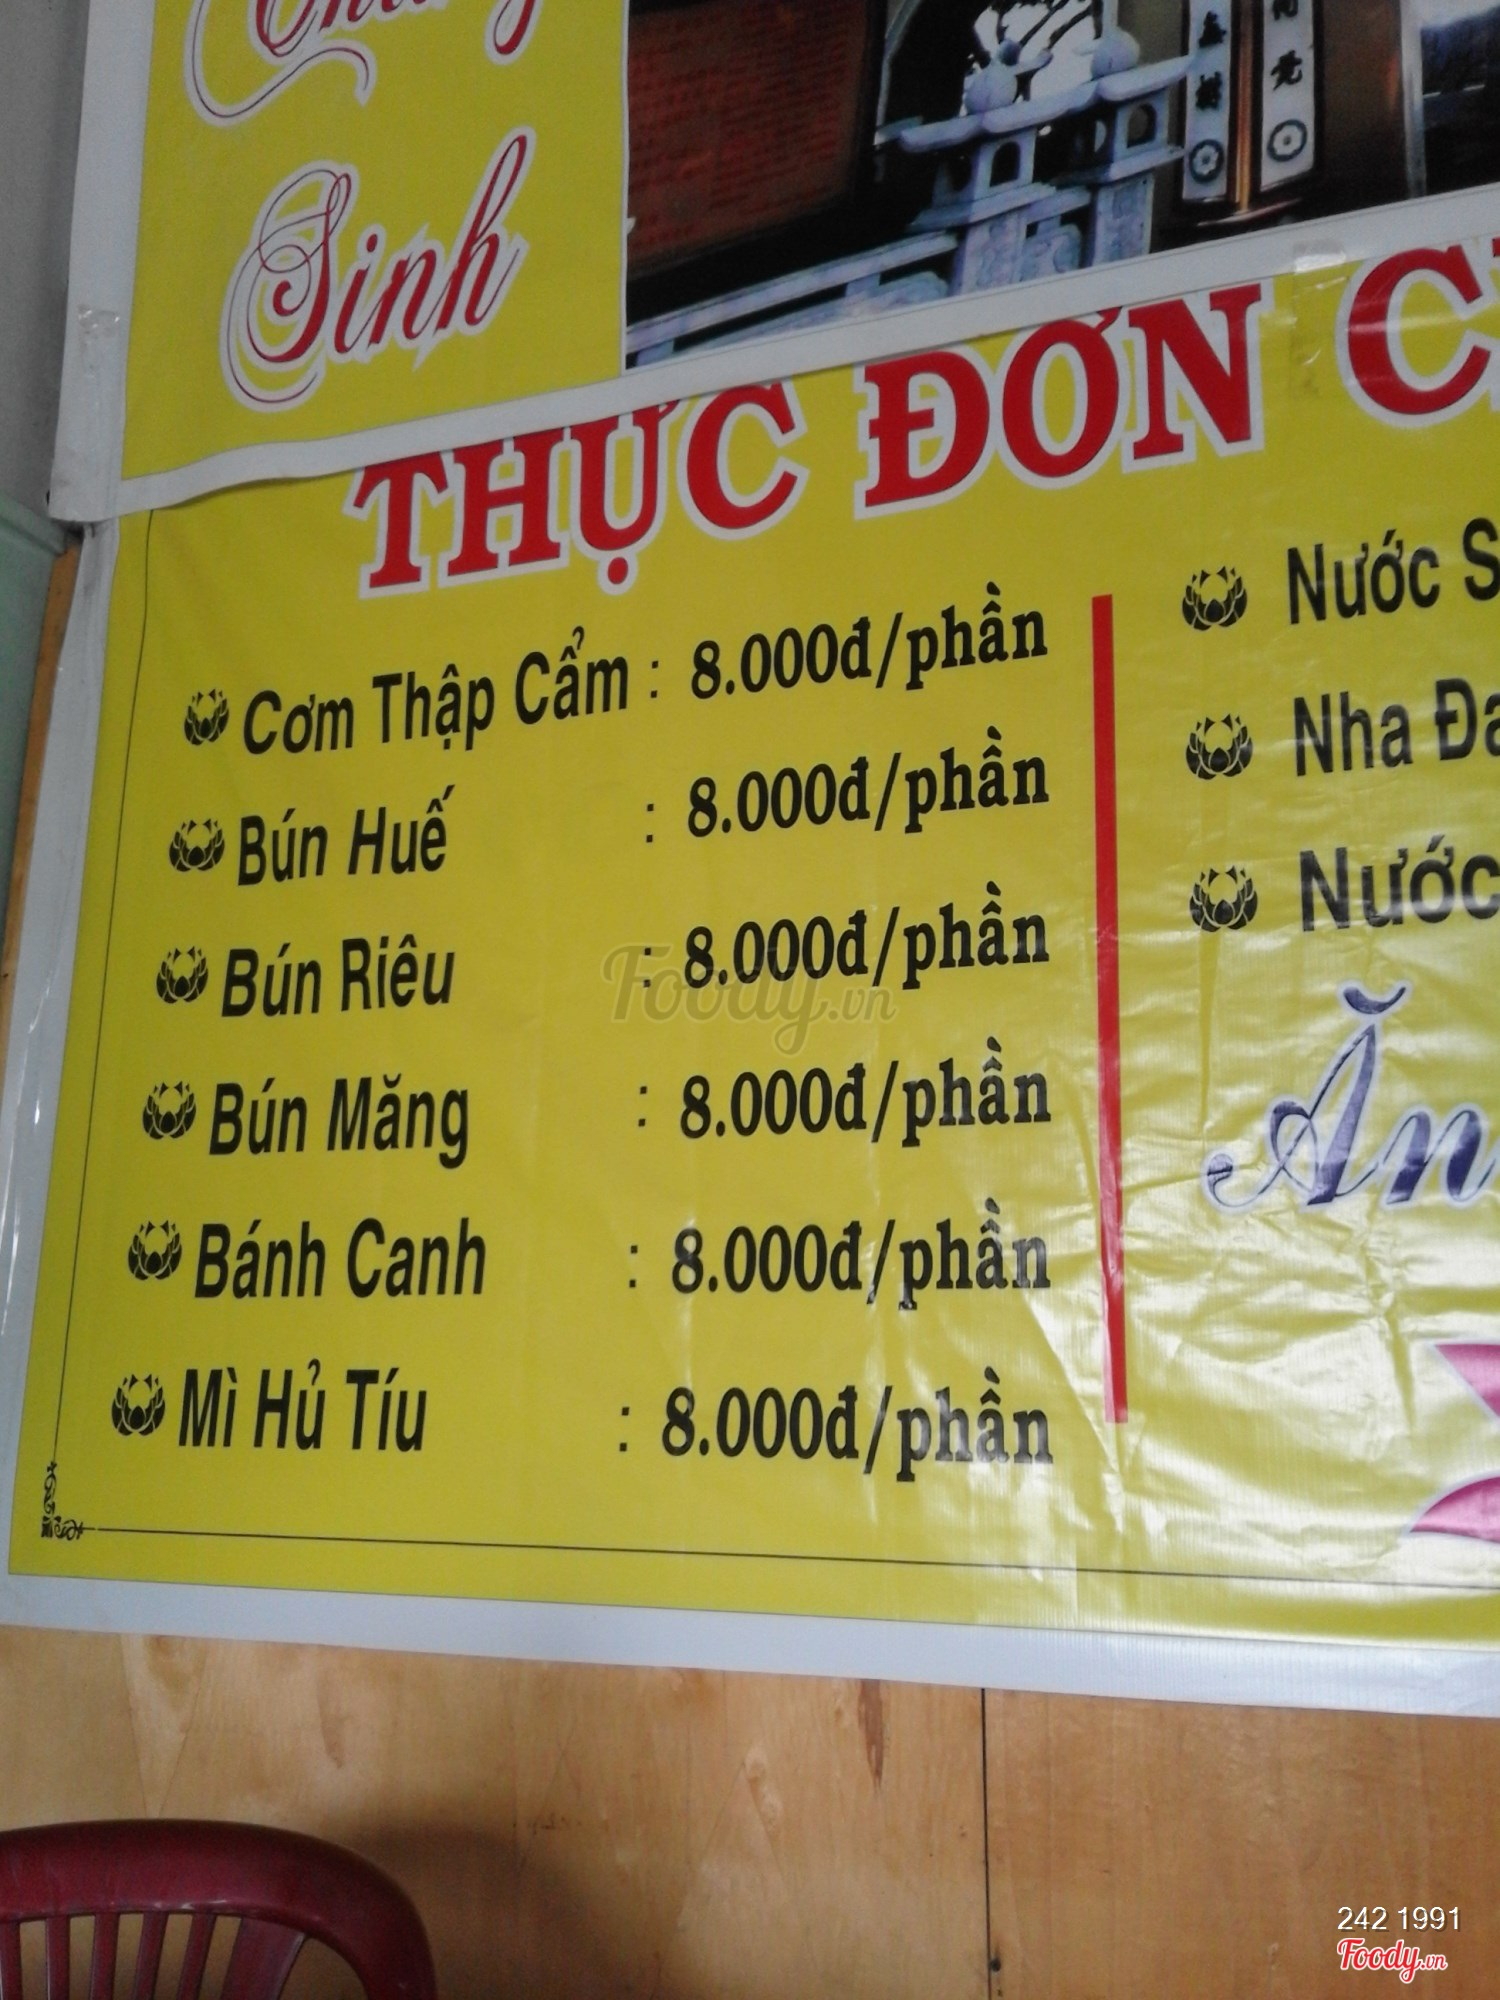 Sinh
THỰC ĐƠN
Cơm Thập Cẩm : 8.000đ/phần
Bún Huế : 8.000đ/phần
Bún Riêu : 8.000đ/phần
Bún Măng : 8.000đ/phần
Bánh Canh : 8.000đ/phần
Mì Hủ Tíu : 8.000đ/phần
Nước S
Nha Đa
Nước
Ăn
Foody.vn
242 1991
Foody.vn